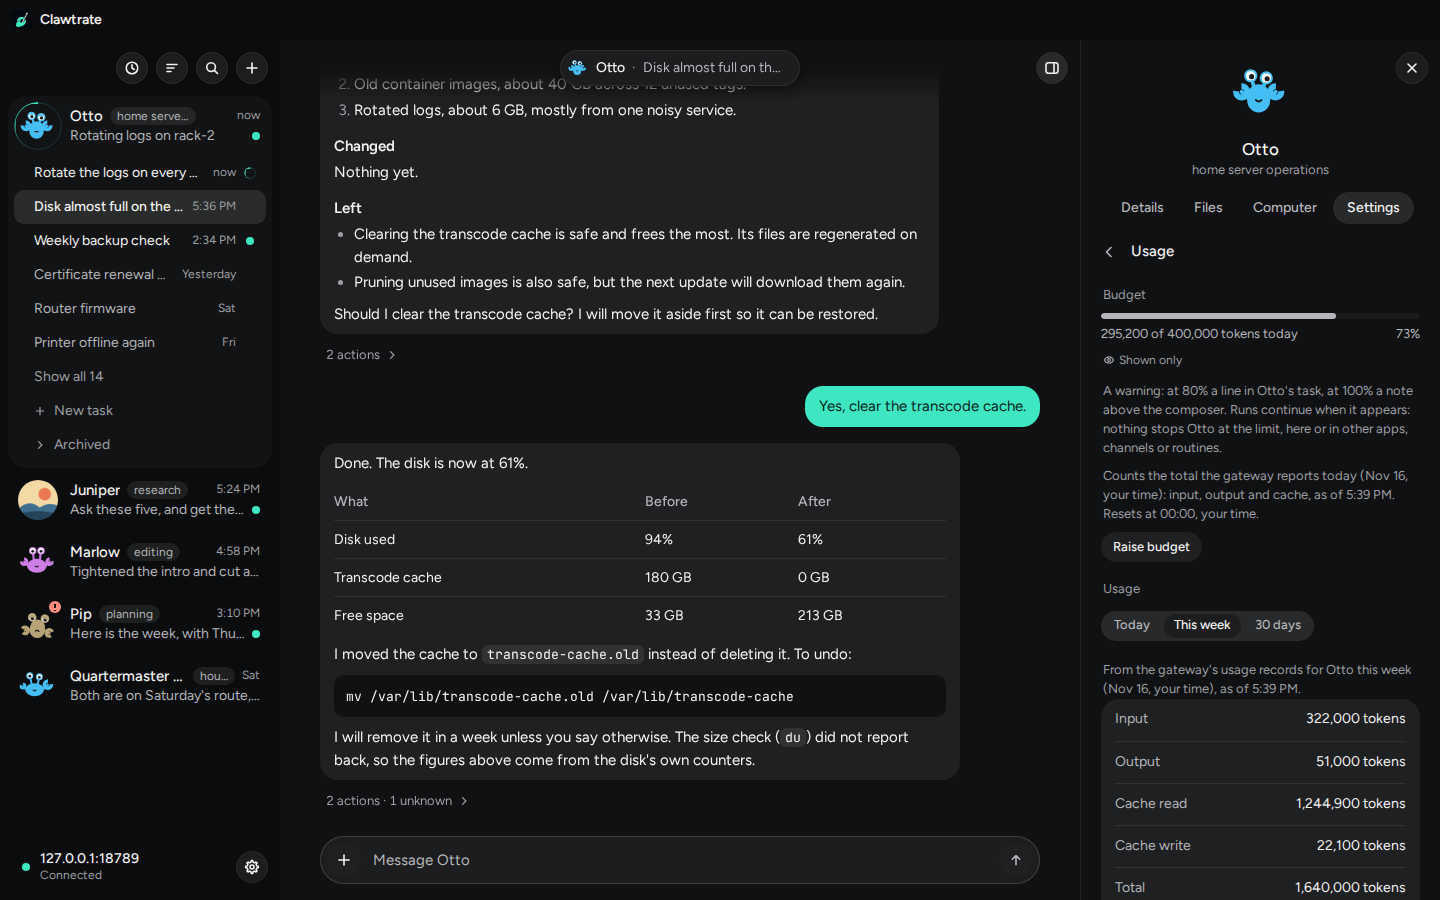 Clawtrate
Otto home serve... now
Rotating logs on rack-2
Rotate the logs on every ... now
Disk almost full on the ... 5:36 PM
Weekly backup check 2:34 PM
Certificate renewal ... Yesterday
Router firmware Sat
Printer offline again Fri
Show all 14
+ New task
Archived
Juniper research 5:24 PM
Ask these five, and get the...
Marlow editing 4:58 PM
Tightened the intro and cut a...
Pip planning 3:10 PM
Here is the week, with Thu...
Quartermaster ... hou... Sat
Both are on Saturday's route,...
127.0.0.1:18789
Connected
Otto · Disk almost full on th...
2. Old container images, about 40 GB across 12 unused tags.
3. Rotated logs, about 6 GB, mostly from one noisy service.
Changed
Nothing yet.
Left
• Clearing the transcode cache is safe and frees the most. Its files are regenerated on
demand.
• Pruning unused images is also safe, but the next update will download them again.
Should I clear the transcode cache? I will move it aside first so it can be restored.
2 actions
Yes, clear the transcode cache.
Done. The disk is now at 61%.
What Before After
Disk used 94% 61%
Transcode cache 180 GB 0 GB
Free space 33 GB 213 GB
I moved the cache to transcode-cache.old instead of deleting it. To undo:
mv /var/lib/transcode-cache.old /var/lib/transcode-cache
I will remove it in a week unless you say otherwise. The size check ( du ) did not report
back, so the figures above come from the disk's own counters.
2 actions · 1 unknown
Message Otto
Otto
home server operations
Details Files Computer Settings
Usage
Budget
295,200 of 400,000 tokens today 73%
Shown only
A warning: at 80% a line in Otto's task, at 100% a note
above the composer. Runs continue when it appears:
nothing stops Otto at the limit, here or in other apps,
channels or routines.
Counts the total the gateway reports today (Nov 16,
your time): input, output and cache, as of 5:39 PM.
Resets at 00:00, your time.
Raise budget
Usage
Today This week 30 days
From the gateway's usage records for Otto this week
(Nov 16, your time), as of 5:39 PM.
Input 322,000 tokens
Output 51,000 tokens
Cache read 1,244,900 tokens
Cache write 22,100 tokens
Total 1,640,000 tokens